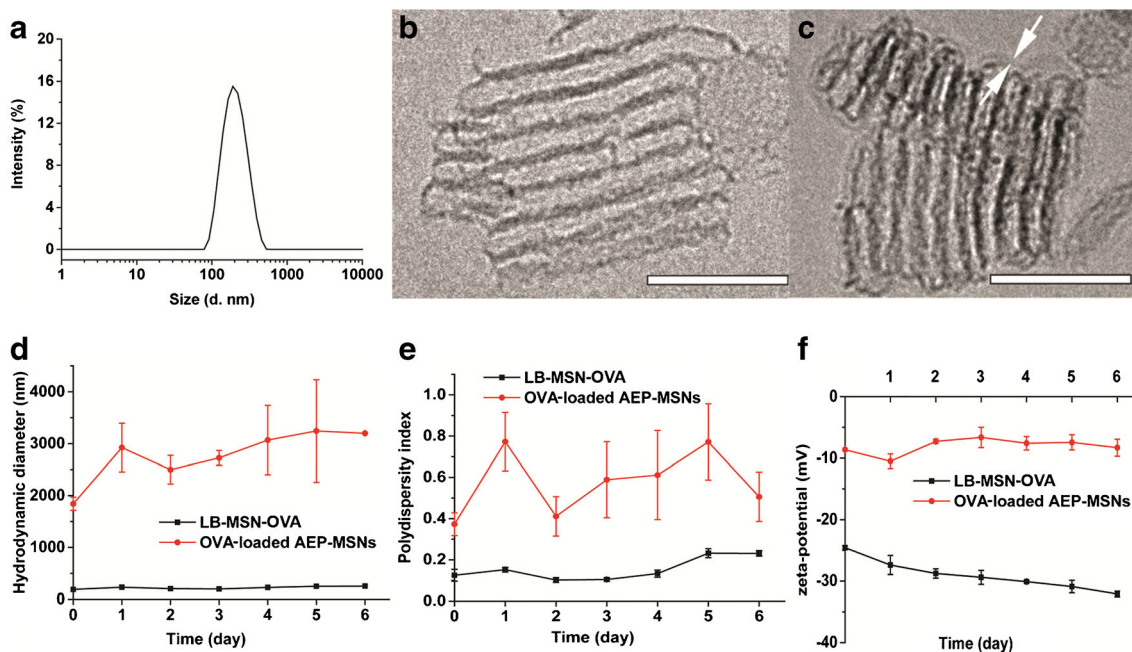 a
20
16
12
8
4
0
Intensity (%)
1 10 100 1000 10000
Size (d. nm)
b
c
d
4000
3000
2000
1000
0
Hydrodynamic diameter (nm)
LB-MSN-OVA
OVA-loaded AEP-MSNs
0 1 2 3 4 5 6
Time (day)
e
1.0
0.8
0.6
0.4
0.2
0.0
Polydispersity index
LB-MSN-OVA
OVA-loaded AEP-MSNs
0 1 2 3 4 5 6
Time (day)
f
1 2 3 4 5 6
0
-10
-20
-30
-40
zeta-potential (mV)
LB-MSN-OVA
OVA-loaded AEP-MSNs
Time (day)